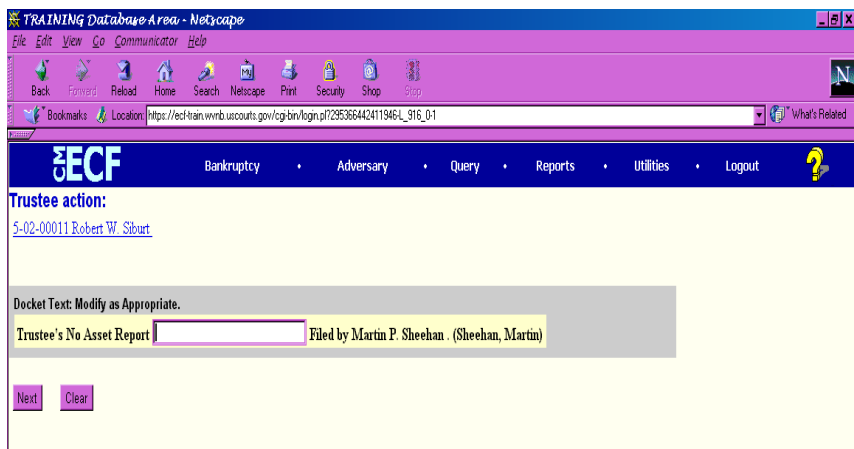 TRAINING Database Area - Netscape
File Edit View Go Communicator Help
Back Forward Reload Home Search Netscape Print Security Shop Stop
My
N
Bookmarks Location: https://ecf-train.wvnb.uscourts.gov/cgi-bin/login.pl?295366442411946-L_916_0-1 What's Related
CM ECF Bankruptcy • Adversary • Query • Reports • Utilities • Logout ?
Trustee action:
5-02-00011 Robert W. Siburt
Docket Text: Modify as Appropriate.
Trustee's No Asset Report Filed by Martin P. Sheehan . (Sheehan, Martin)
Next Clear